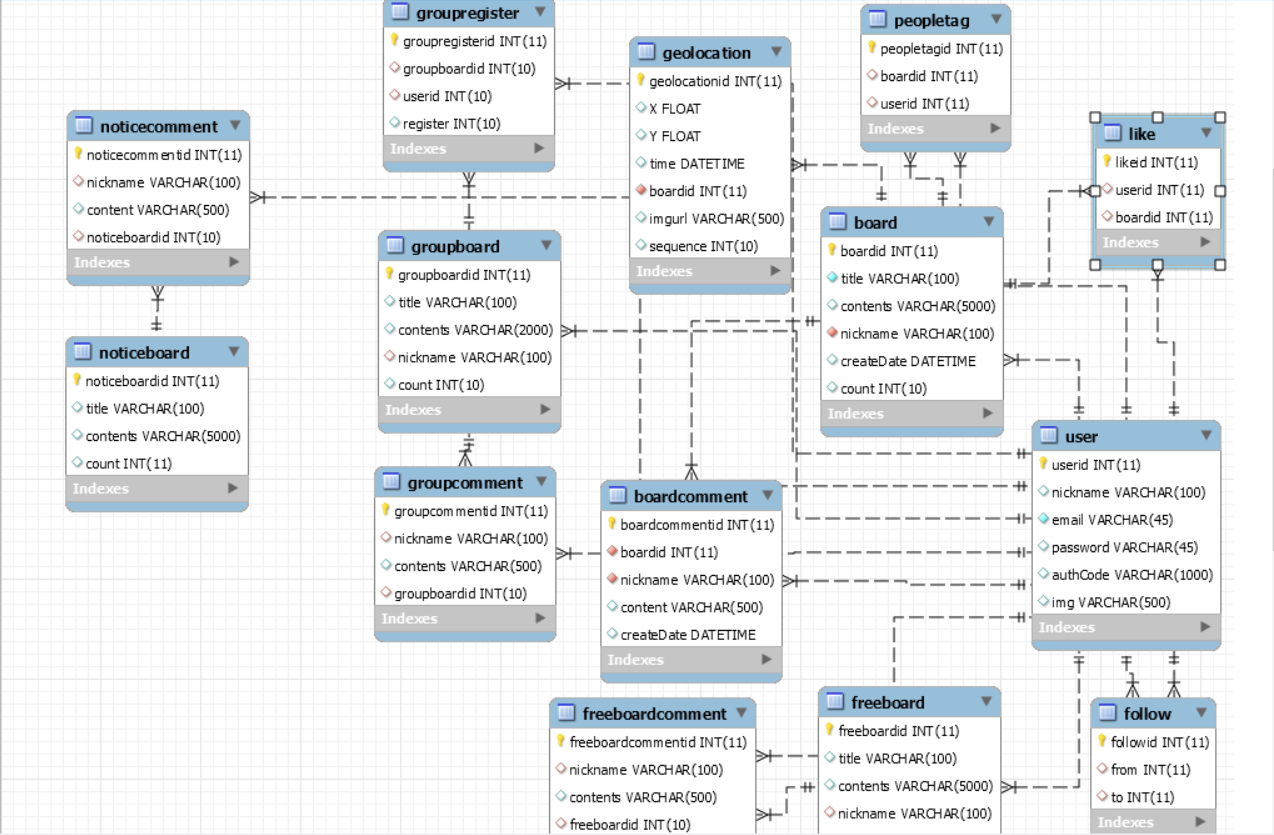 groupregister
groupregisterid INT(11)
groupboardid INT(10)
userid INT(10)
register INT(10)
Indexes
geolocation
geolocationid INT(11)
X FLOAT
Y FLOAT
time DATETIME
boardid INT(11)
imgurl VARCHAR(500)
sequence INT(10)
Indexes
peopletag
peopletagid INT(11)
boardid INT(11)
userid INT(11)
Indexes
like
likeid INT(11)
userid INT(11)
boardid INT(11)
Indexes
noticecomment
noticecommentid INT(11)
nickname VARCHAR(100)
content VARCHAR(500)
noticeboardid INT(10)
Indexes
groupboard
groupboardid INT(11)
title VARCHAR(100)
contents VARCHAR(2000)
nickname VARCHAR(100)
count INT(10)
Indexes
board
boardid INT(11)
title VARCHAR(100)
contents VARCHAR(5000)
nickname VARCHAR(100)
createDate DATETIME
count INT(10)
Indexes
noticeboard
noticeboardid INT(11)
title VARCHAR(100)
contents VARCHAR(5000)
count INT(11)
Indexes
groupcomment
groupcommentid INT(11)
nickname VARCHAR(100)
contents VARCHAR(500)
groupboardid INT(10)
Indexes
boardcomment
boardcommentid INT(11)
boardid INT(11)
nickname VARCHAR(100)
content VARCHAR(500)
createDate DATETIME
Indexes
user
userid INT(11)
nickname VARCHAR(100)
email VARCHAR(45)
password VARCHAR(45)
authCode VARCHAR(1000)
img VARCHAR(500)
Indexes
freeboardcomment
freeboardcommentid INT(11)
nickname VARCHAR(100)
contents VARCHAR(500)
freeboardid INT(10)
freeboard
freeboardid INT(11)
title VARCHAR(100)
contents VARCHAR(5000)
nickname VARCHAR(100)
follow
followid INT(11)
from INT(11)
to INT(11)
Indexes